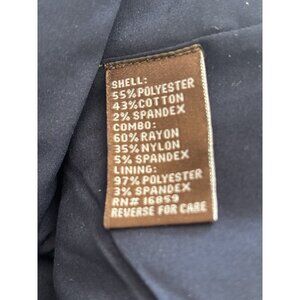 SHELL:
55% POLYESTER
43% COTTON
2% SPANDEX
COMBO:
60% RAYON
35% NYLON
5% SPANDEX
LINING:
97% POLYESTER
3% SPANDEX
RN# 16859
REVERSE FOR CARE